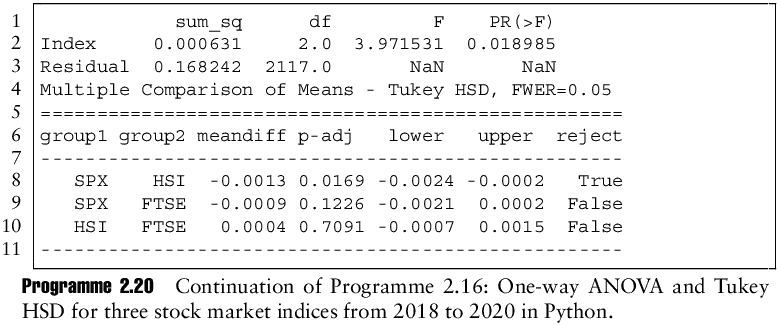 1 sum_sq df F PR(>F)
2 Index 0.000631 2.0 3.971531 0.018985
3 Residual 0.168242 2117.0 NaN NaN
4 Multiple Comparison of Means - Tukey HSD, FWER=0.05
5 =====================================================
6 group1 group2 meandiff p-adj lower upper reject
7 -----------------------------------------------------
8 SPX HSI -0.0013 0.0169 -0.0024 -0.0002 True
9 SPX FTSE -0.0009 0.1226 -0.0021 0.0002 False
10 HSI FTSE 0.0004 0.7091 -0.0007 0.0015 False
11 -----------------------------------------------------
Programme 2.20 Continuation of Programme 2.16: One-way ANOVA and Tukey
HSD for three stock market indices from 2018 to 2020 in Python.